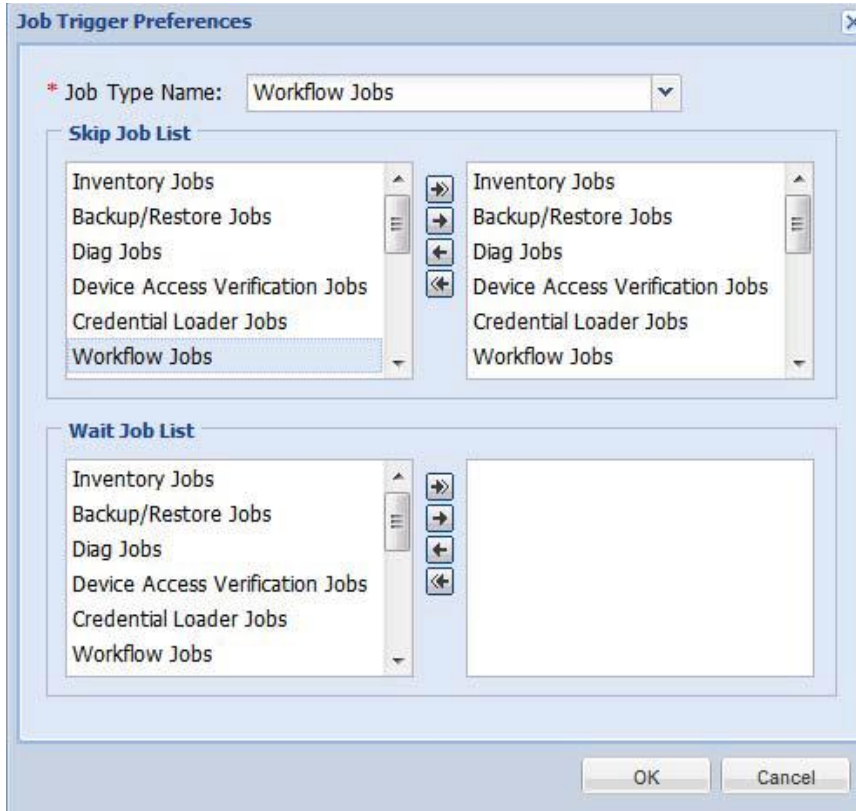 Job Trigger Preferences
* Job Type Name: Workflow Jobs
Skip Job List
Inventory Jobs
Backup/Restore Jobs
Diag Jobs
Device Access Verification Jobs
Credential Loader Jobs
Workflow Jobs
Inventory Jobs
Backup/Restore Jobs
Diag Jobs
Device Access Verification Jobs
Credential Loader Jobs
Workflow Jobs
Wait Job List
Inventory Jobs
Backup/Restore Jobs
Diag Jobs
Device Access Verification Jobs
Credential Loader Jobs
Workflow Jobs
OK Cancel